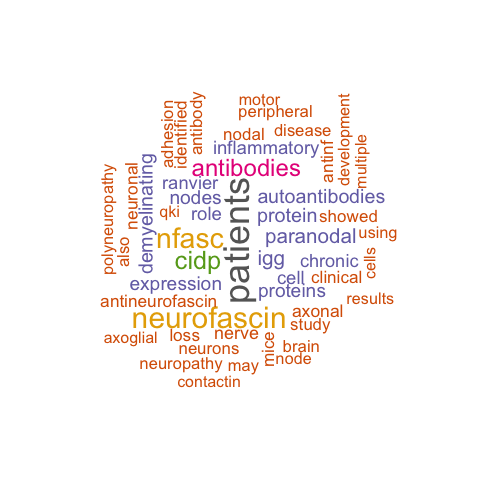 motor
peripheral
adhesion
identified
antibody
nodal
disease
development
inflammatory
antinf
multiple
antibodies
polyneuropathy
neuronal
demyelinating
ranvier
patients
autoantibodies
nodes
qki
role
protein
showed
also
nfasc
paranodal
using
cidp
igg
chronic
cells
expression
cell
clinical
proteins
antineurofascin
results
neurofascin
axonal
study
axoglial
loss
nerve
neurons
mice
brain
neuropathy
may
node
contactin